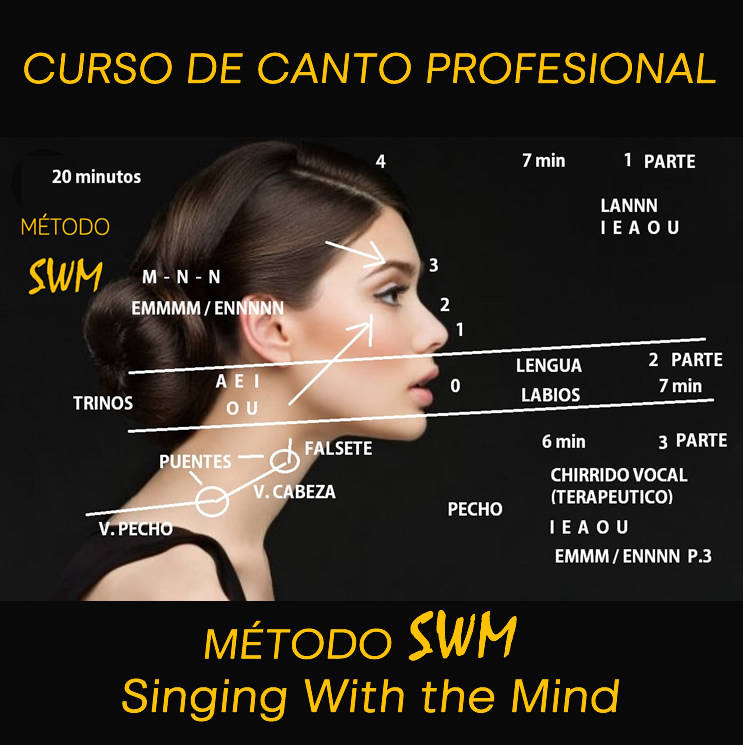 CURSO DE CANTO PROFESIONAL
20 minutos
4
7 min
1 PARTE
MÉTODO
SWM
LANNN
I E A O U
M - N - N
EMMMM / ENNNNN
3
2
1
TRINOS
A E I
O U
0
LENGUA
LABIOS
2 PARTE
7 min
PUENTES
FALSETE
V. CABEZA
V. PECHO
PECHO
6 min
3 PARTE
CHIRRIDO VOCAL
(TERAPEUTICO)
I E A O U
EMMM / ENNNN P.3
MÉTODO SWM
Singing With the Mind